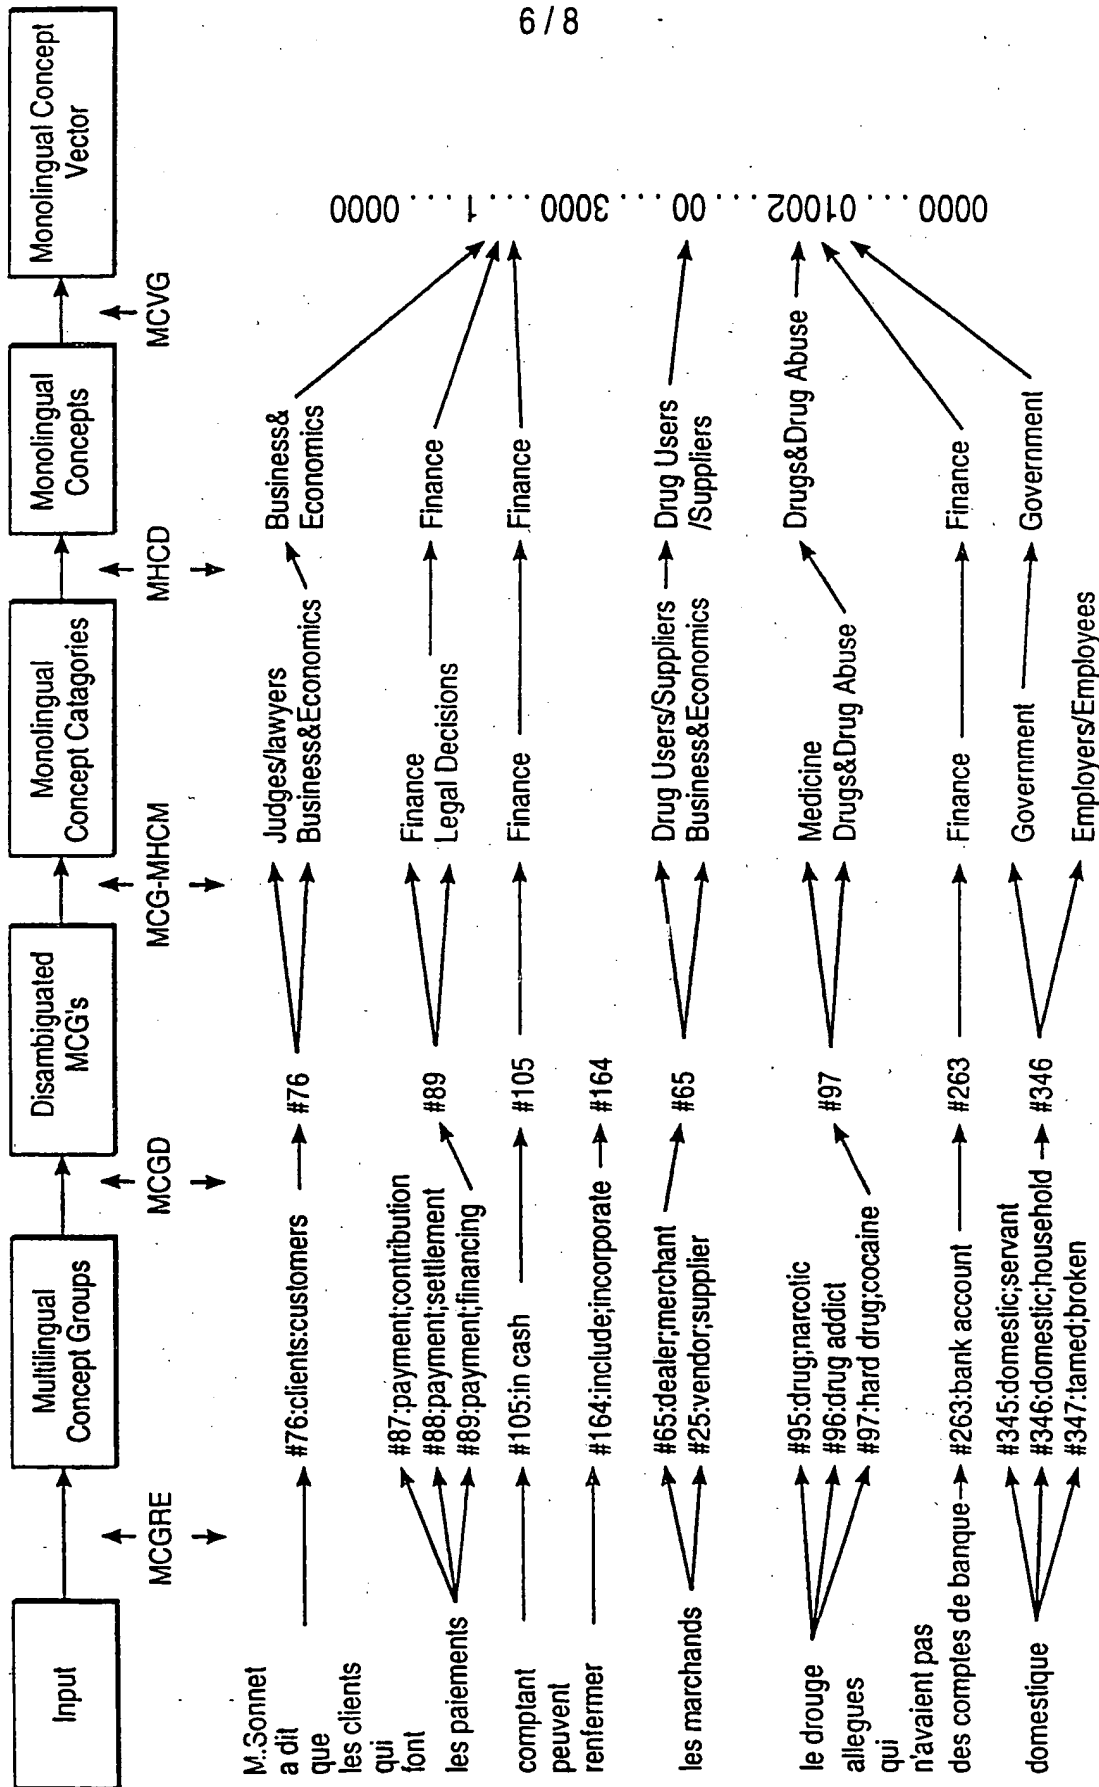 8 / 9
Input
Multilingual
Concept Groups
Disambiguated
MCG's
Monolingual
Concept Catagories
Monolingual
Concepts
Monolingual Concept
Vector
MCGRE
MCGD
MCG-MHCM
MHCD
MCVG
M.Sonnet
a dit
que
les clients
qui
font
#76:clients:customers
#76
Judges/lawyers
Business&Economics
Business&
Economics
les paiements
#87:payment;contribution
#88:payment;settlement
#89:payment;financing
#89
Finance
Legal Decisions
Finance
comptant
peuvent
renfermer
#105:in cash
#105
Finance
Finance
#164:include;incorporate
#164
les marchands
#65:dealer;merchant
#25:vendor;supplier
#65
Drug Users/Suppliers
Business&Economics
Drug Users
/Suppliers
le drouge
allegues
qui
n'avaient pas
des comptes de banque
#95:drug;narcotic
#96:drug addict
#97:hard drug;cocaine
#97
Medicine
Drugs&Drug Abuse
Drugs&Drug Abuse
#263:bank account
#263
Finance
Finance
domestique
#345:domestic;servant
#346:domestic;household
#347:tamed;broken
#346
Government
Employers/Employees
Government
0000 . . . . 1 . . . 3000 . . . . 00 . . . . 01002 . . . . 0000